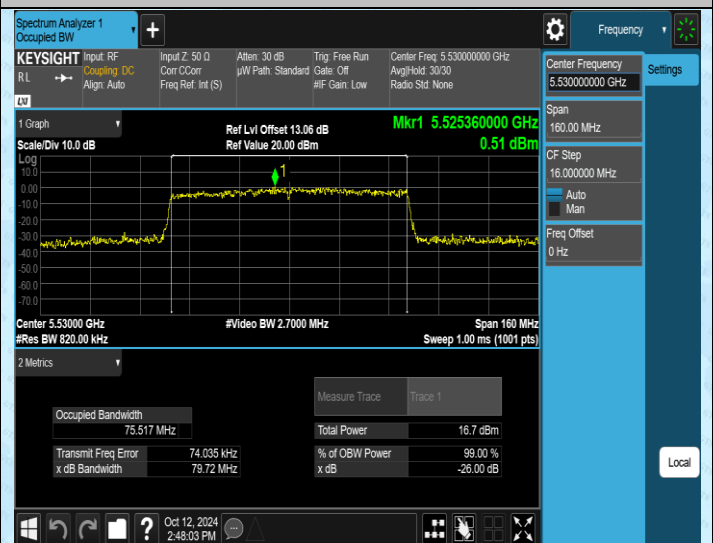 Spectrum Analyzer 1
Occupied BW
+
Frequency
KEYSIGHT
RL
LXI
Input: RF
Coupling: DC
Align: Auto
Input Z: 50 Ω
Corr CCorr
Freq Ref: Int (S)
Atten: 30 dB
µW Path: Standard
Trig: Free Run
Gate: Off
#IF Gain: Low
Center Freq: 5.530000000 GHz
Avg|Hold: 30/30
Radio Std: None
Center Frequency
5.530000000 GHz
Settings
Span
160.00 MHz
CF Step
16.000000 MHz
Auto
Man
Freq Offset
0 Hz
1 Graph
Scale/Div 10.0 dB
Ref Lvl Offset 13.06 dB
Ref Value 20.00 dBm
Mkr1 5.525360000 GHz
0.51 dBm
Log
10.0
0.00
-10.0
-20.0
-30.0
-40.0
-50.0
-60.0
-70.0
1
Center 5.53000 GHz
#Res BW 820.00 kHz
#Video BW 2.7000 MHz
Span 160 MHz
Sweep 1.00 ms (1001 pts)
2 Metrics
Measure Trace Trace 1
Occupied Bandwidth
75.517 MHz
Total Power 16.7 dBm
Transmit Freq Error 74.035 kHz
% of OBW Power 99.00 %
x dB Bandwidth 79.72 MHz
x dB -26.00 dB
Local
?
Oct 12, 2024
2:48:03 PM